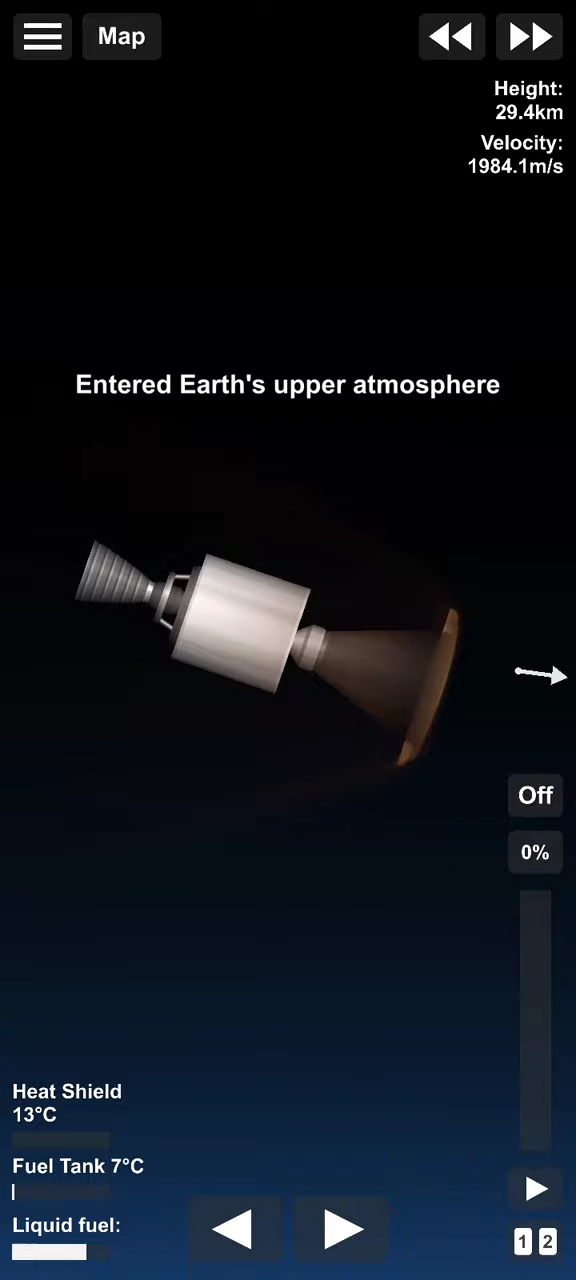 Map
Height:
29.4km
Velocity:
1984.1m/s
Entered Earth's upper atmosphere
Off
0%
Heat Shield
13°C
Fuel Tank 7°C
Liquid fuel:
1 2